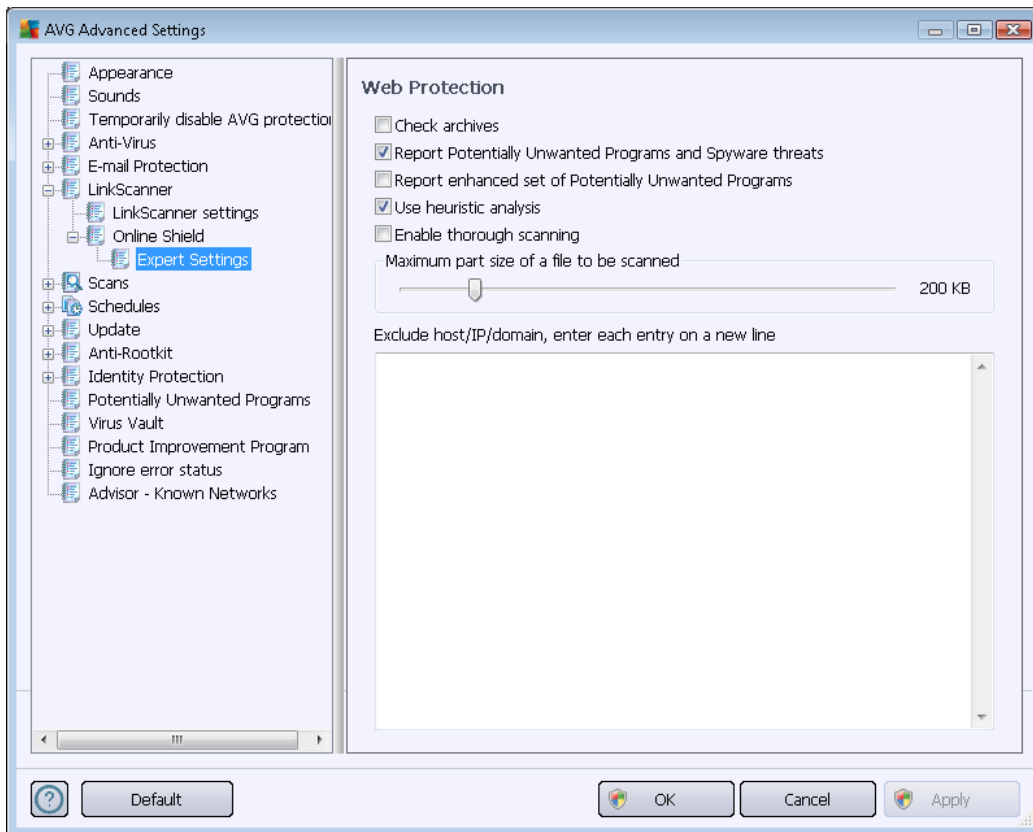 AVG Advanced Settings
Appearance
Sounds
Temporarily disable AVG protection
Anti-Virus
E-mail Protection
LinkScanner
LinkScanner settings
Online Shield
Expert Settings
Scans
Schedules
Update
Anti-Rootkit
Identity Protection
Potentially Unwanted Programs
Virus Vault
Product Improvement Program
Ignore error status
Advisor - Known Networks
Web Protection
Check archives
Report Potentially Unwanted Programs and Spyware threats
Report enhanced set of Potentially Unwanted Programs
Use heuristic analysis
Enable thorough scanning
Maximum part size of a file to be scanned
200 KB
Exclude host/IP/domain, enter each entry on a new line
?
Default
OK
Cancel
Apply